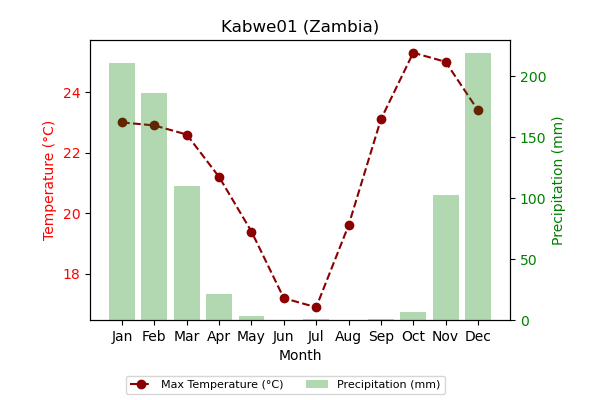 Kabwe01 (Zambia)
Temperature (°C)
24
22
20
18
200
150
100
50
0
Precipitation (mm)
Jan Feb Mar Apr May Jun Jul Aug Sep Oct Nov Dec
Month
Max Temperature (°C) Precipitation (mm)